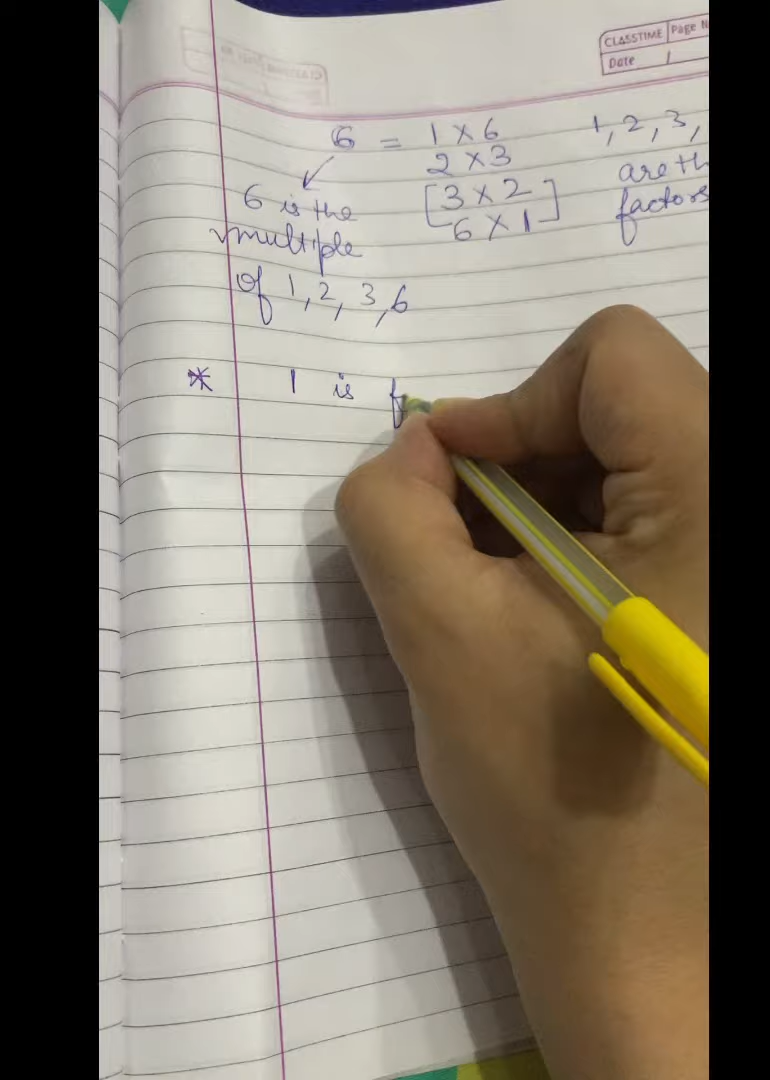 CLASSTIME Page N
Date /
6 = 1 × 6
2 × 3
[3 × 2
6 × 1]
1, 2, 3,
are th
factors
6 is the
multiple
of 1, 2, 3, 6
* 1 is f